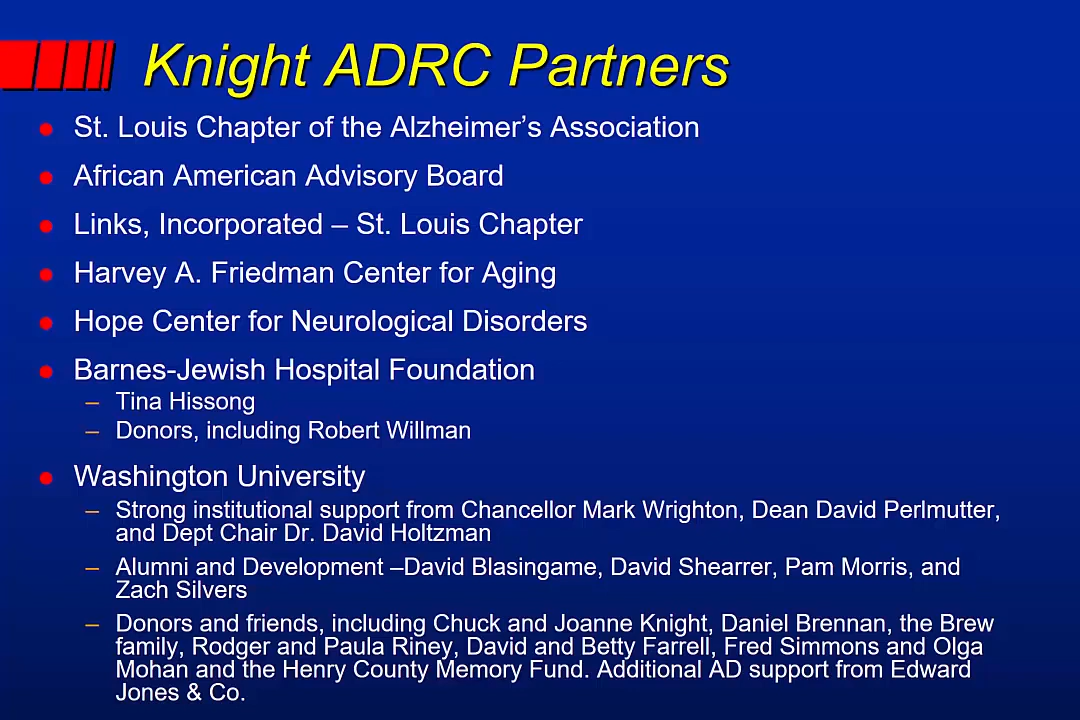 Knight ADRC Partners
St. Louis Chapter of the Alzheimer’s Association
African American Advisory Board
Links, Incorporated – St. Louis Chapter
Harvey A. Friedman Center for Aging
Hope Center for Neurological Disorders
Barnes-Jewish Hospital Foundation
– Tina Hissong
– Donors, including Robert Willman
Washington University
– Strong institutional support from Chancellor Mark Wrighton, Dean David Perlmutter,
and Dept Chair Dr. David Holtzman
– Alumni and Development –David Blasingame, David Shearrer, Pam Morris, and
Zach Silvers
– Donors and friends, including Chuck and Joanne Knight, Daniel Brennan, the Brew
family, Rodger and Paula Riney, David and Betty Farrell, Fred Simmons and Olga
Mohan and the Henry County Memory Fund. Additional AD support from Edward
Jones & Co.